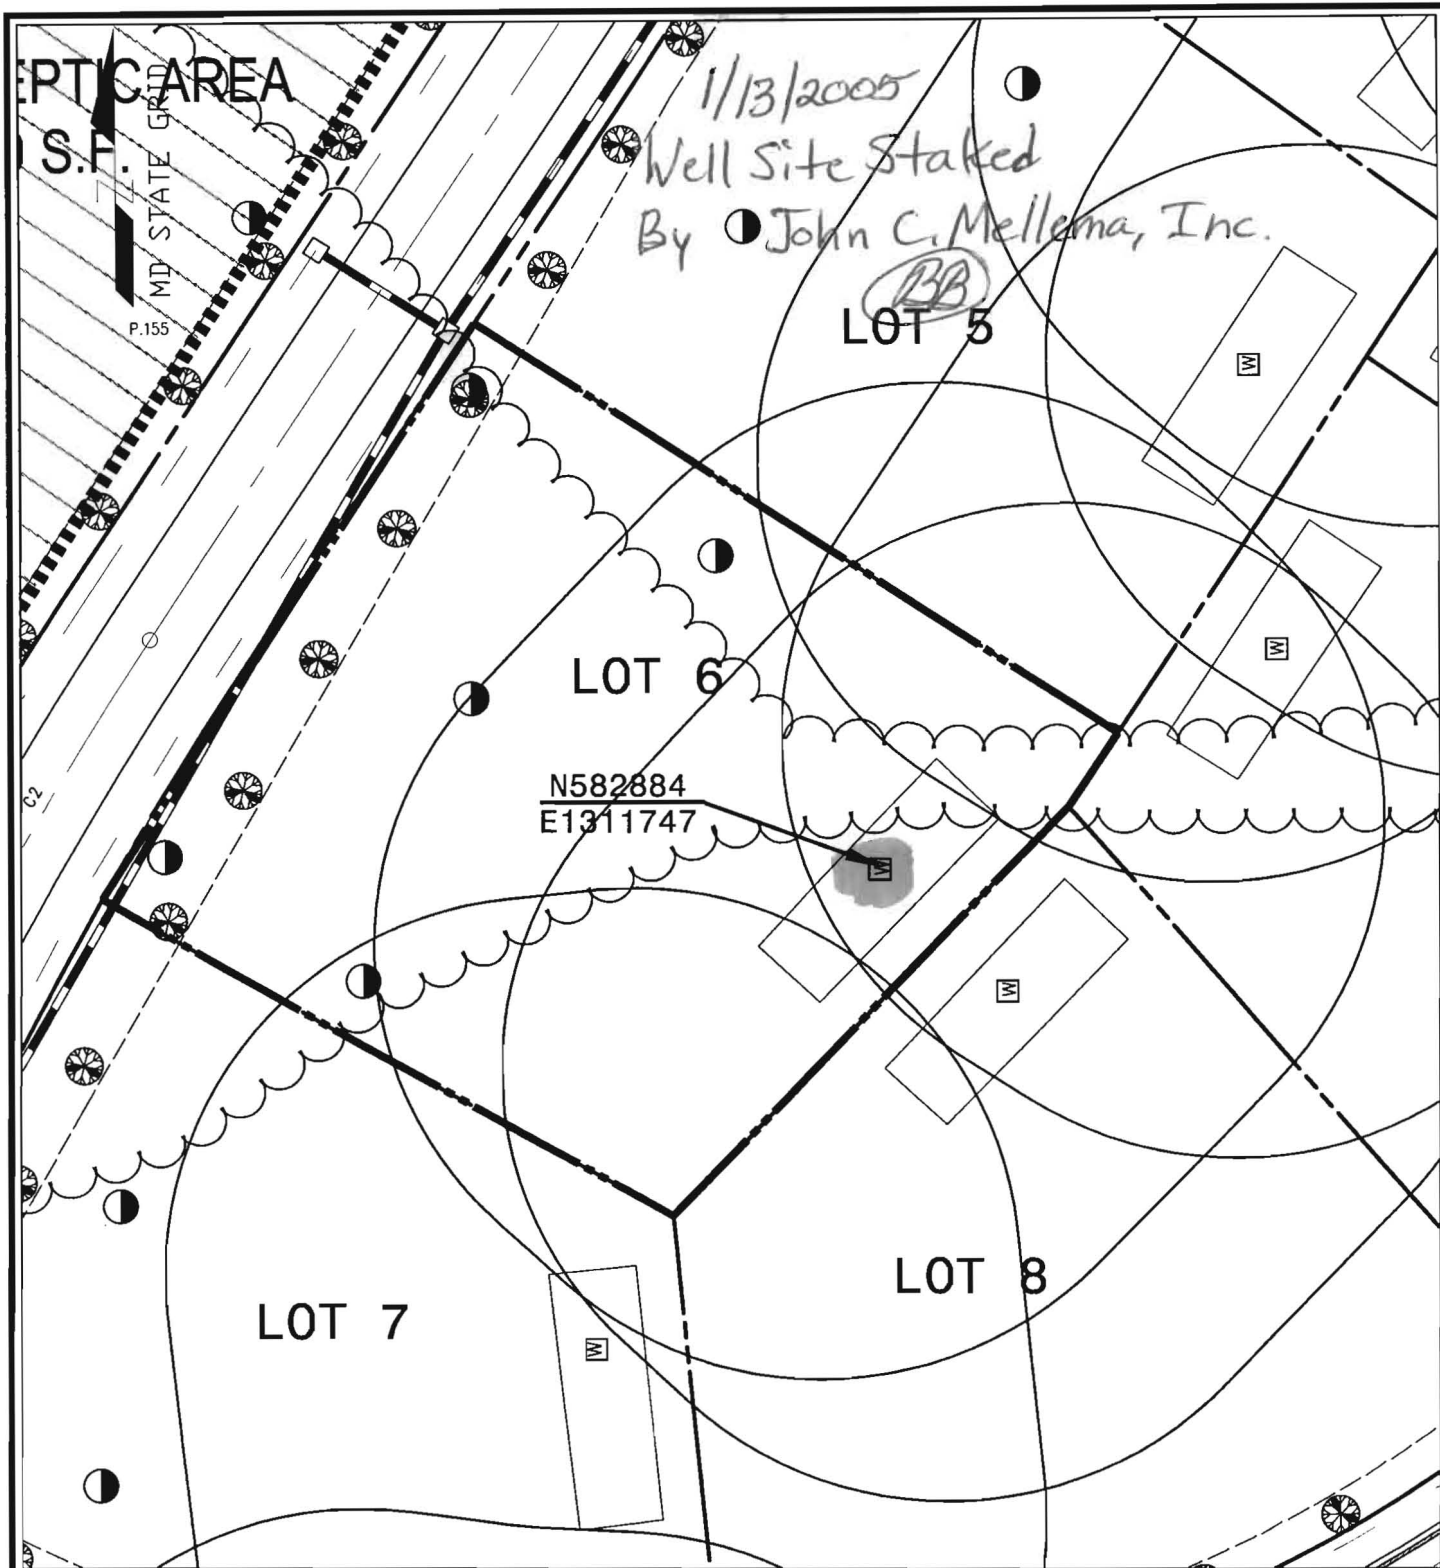 EPTIC AREA
S.F.
MD STATE GRID
P.155
1/13/2005
Well Site Staked
By John C. Mellema, Inc.
BB
LOT 5
W
W
LOT 6
N582884
E1311747
W
W
C2
LOT 8
LOT 7
W